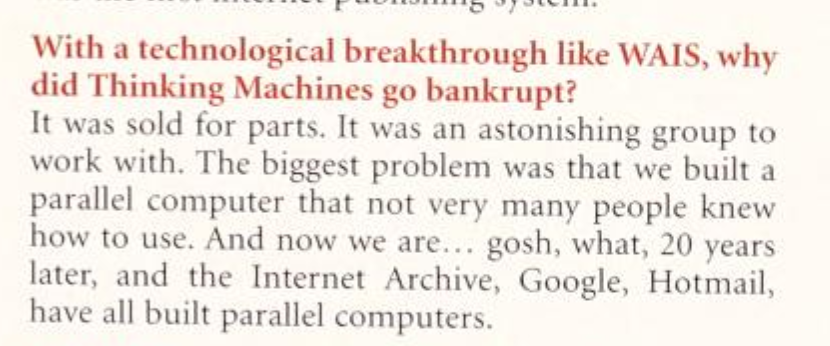 With a technological breakthrough like WAIS, why
did Thinking Machines go bankrupt?
It was sold for parts. It was an astonishing group to
work with. The biggest problem was that we built a
parallel computer that not very many people knew
how to use. And now we are... gosh, what, 20 years
later, and the Internet Archive, Google, Hotmail,
have all built parallel computers.